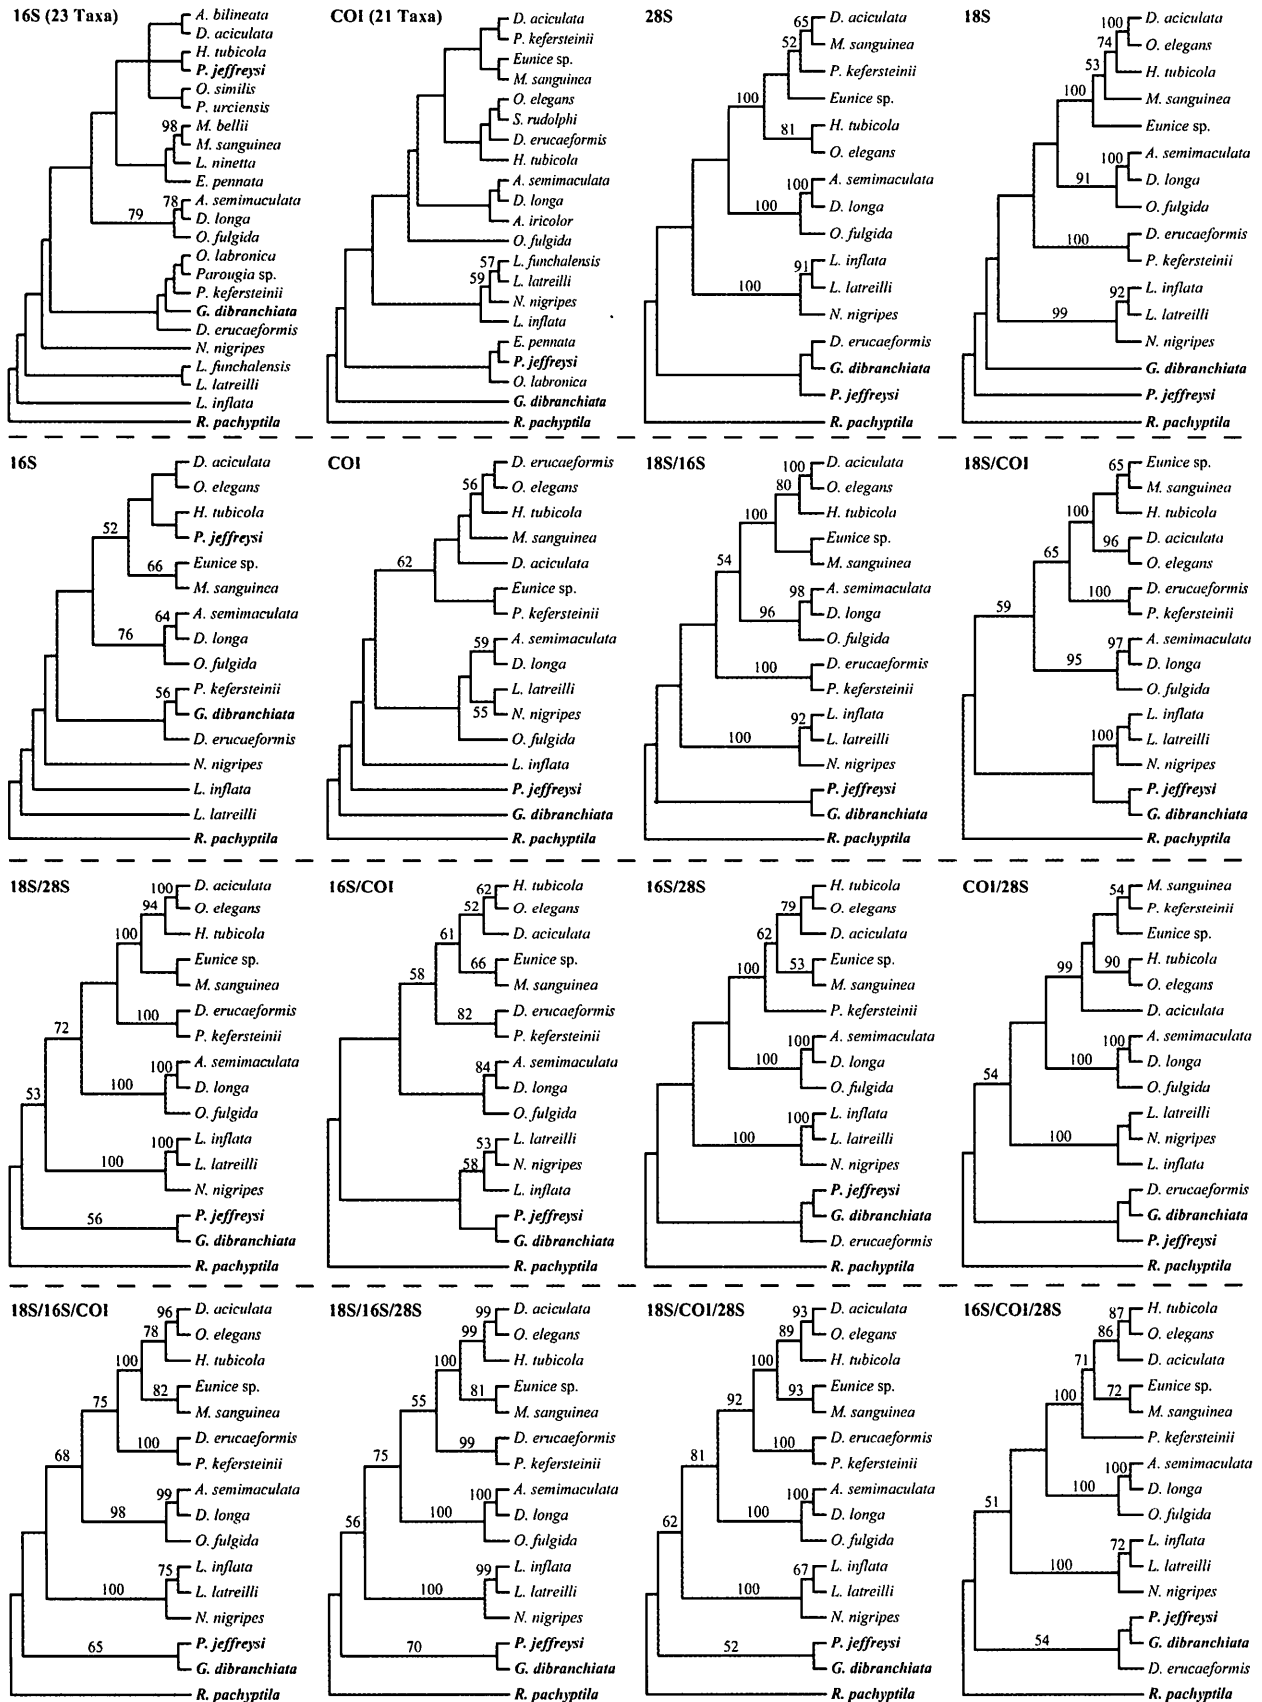 16S (23 Taxa)
A. bilineata
D. aciculata
H. tubicola
P. jeffreysi
O. similis
P. urciensis
98
M. bellii
M. sanguinea
L. ninetta
E. pennata
78
A. semimaculata
79
D. longa
O. fulgida
O. labronica
Parougia sp.
P. kefersteinii
G. dibranchiata
D. erucaeformis
N. nigripes
L. funchalensis
L. latreilli
L. inflata
R. pachyptila
COI (21 Taxa)
D. aciculata
P. kefersteinii
Eunice sp.
M. sanguinea
O. elegans
S. rudolphi
D. erucaeformis
H. tubicola
A. semimaculata
D. longa
A. iricolor
O. fulgida
57
L. funchalensis
59
L. latreilli
N. nigripes
L. inflata
E. pennata
P. jeffreysi
O. labronica
G. dibranchiata
R. pachyptila
28S
65
D. aciculata
52
M. sanguinea
P. kefersteinii
100
Eunice sp.
81
H. tubicola
O. elegans
100
A. semimaculata
100
D. longa
O. fulgida
91
L. inflata
100
L. latreilli
N. nigripes
D. erucaeformis
G. dibranchiata
P. jeffreysi
R. pachyptila
18S
100
D. aciculata
74
O. elegans
53
H. tubicola
100
M. sanguinea
Eunice sp.
100
A. semimaculata
91
D. longa
O. fulgida
100
D. erucaeformis
P. kefersteinii
92
L. inflata
99
L. latreilli
N. nigripes
G. dibranchiata
P. jeffreysi
R. pachyptila
16S
D. aciculata
O. elegans
52
H. tubicola
P. jeffreysi
66
Eunice sp.
M. sanguinea
64
A. semimaculata
76
D. longa
O. fulgida
56
P. kefersteinii
G. dibranchiata
D. erucaeformis
N. nigripes
L. inflata
L. latreilli
R. pachyptila
COI
D. erucaeformis
56
O. elegans
H. tubicola
M. sanguinea
62
D. aciculata
Eunice sp.
P. kefersteinii
59
A. semimaculata
D. longa
L. latreilli
55
N. nigripes
O. fulgida
L. inflata
P. jeffreysi
G. dibranchiata
R. pachyptila
18S/16S
100
D. aciculata
80
O. elegans
100
H. tubicola
Eunice sp.
54
M. sanguinea
98
A. semimaculata
96
D. longa
O. fulgida
100
D. erucaeformis
P. kefersteinii
92
L. inflata
100
L. latreilli
N. nigripes
P. jeffreysi
G. dibranchiata
R. pachyptila
18S/COI
65
Eunice sp.
M. sanguinea
100
H. tubicola
65
96
D. aciculata
O. elegans
59
100
D. erucaeformis
P. kefersteinii
97
A. semimaculata
95
D. longa
O. fulgida
L. inflata
100
L. latreilli
N. nigripes
P. jeffreysi
G. dibranchiata
R. pachyptila
18S/28S
100
D. aciculata
94
O. elegans
100
H. tubicola
Eunice sp.
M. sanguinea
72
100
D. erucaeformis
P. kefersteinii
100
A. semimaculata
53
100
D. longa
O. fulgida
100
L. inflata
100
L. latreilli
N. nigripes
56
P. jeffreysi
G. dibranchiata
R. pachyptila
16S/COI
62
H. tubicola
52
O. elegans
61
D. aciculata
58
66
Eunice sp.
M. sanguinea
82
D. erucaeformis
P. kefersteinii
84
A. semimaculata
D. longa
O. fulgida
53
L. latreilli
58
N. nigripes
L. inflata
P. jeffreysi
G. dibranchiata
R. pachyptila
16S/28S
H. tubicola
79
O. elegans
62
D. aciculata
100
53
Eunice sp.
M. sanguinea
P. kefersteinii
100
A. semimaculata
100
D. longa
O. fulgida
100
L. inflata
100
L. latreilli
N. nigripes
P. jeffreysi
G. dibranchiata
D. erucaeformis
R. pachyptila
COI/28S
54
M. sanguinea
P. kefersteinii
Eunice sp.
99
90
H. tubicola
O. elegans
D. aciculata
100
A. semimaculata
54
100
D. longa
O. fulgida
L. latreilli
100
N. nigripes
L. inflata
D. erucaeformis
G. dibranchiata
P. jeffreysi
R. pachyptila
18S/16S/COI
96
D. aciculata
78
O. elegans
100
H. tubicola
75
82
Eunice sp.
M. sanguinea
68
100
D. erucaeformis
P. kefersteinii
99
A. semimaculata
98
D. longa
O. fulgida
75
L. inflata
100
L. latreilli
N. nigripes
65
P. jeffreysi
G. dibranchiata
R. pachyptila
18S/16S/28S
99
D. aciculata
99
O. elegans
100
H. tubicola
55
81
Eunice sp.
M. sanguinea
75
99
D. erucaeformis
P. kefersteinii
100
A. semimaculata
56
100
D. longa
O. fulgida
99
L. inflata
100
L. latreilli
N. nigripes
70
P. jeffreysi
G. dibranchiata
R. pachyptila
18S/COI/28S
93
D. aciculata
89
O. elegans
100
H. tubicola
92
93
Eunice sp.
M. sanguinea
81
100
D. erucaeformis
P. kefersteinii
100
A. semimaculata
62
100
D. longa
O. fulgida
67
L. inflata
100
L. latreilli
N. nigripes
52
P. jeffreysi
G. dibranchiata
R. pachyptila
16S/COI/28S
87
H. tubicola
86
O. elegans
71
D. aciculata
100
72
Eunice sp.
M. sanguinea
P. kefersteinii
100
A. semimaculata
51
100
D. longa
O. fulgida
72
L. inflata
100
L. latreilli
N. nigripes
54
P. jeffreysi
G. dibranchiata
D. erucaeformis
R. pachyptila